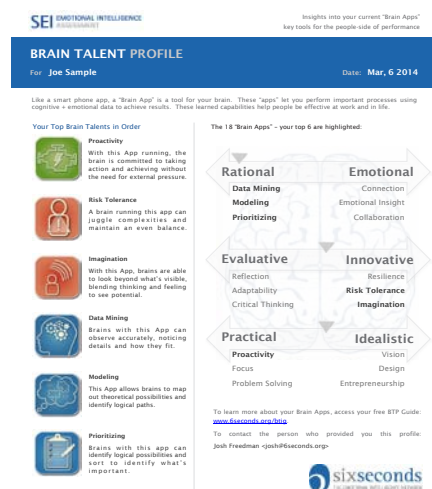 SEI EMOTIONAL INTELLIGENCE
ASSESSMENT
Insights into your current "Brain Apps"
key tools for the people-side of performance
BRAIN TALENT PROFILE
For Joe Sample
Date: Mar, 6 2014
Like a smart phone app, a "Brain App" is a tool for your brain. These "apps" let you perform important processes using
cognitive + emotional data to achieve results. These learned capabilities help people be effective at work and in life.
Your Top Brain Talents in Order
Proactivity
With this App running, the
brain is committed to taking
action and achieving without
the need for external pressure.
Risk Tolerance
A brain running this app can
juggle complexities and
maintain an even balance.
Imagination
With this App, brains are able
to look beyond what's visible,
blending thinking and feeling
to see potential.
Data Mining
Brains with this App can
observe accurately, noticing
details and how they fit.
Modeling
This App allows brains to map
out theoretical possibilities and
identify logical paths.
Prioritizing
Brains with this app can
identify logical possibilities and
sort to identify what's
important.
The 18 "Brain Apps" - your top 6 are highlighted:
Rational Emotional
Data Mining Connection
Modeling Emotional Insight
Prioritizing Collaboration
Evaluative Innovative
Reflection Resilience
Adaptability Risk Tolerance
Critical Thinking Imagination
Practical Idealistic
Proactivity Vision
Focus Design
Problem Solving Entrepreneurship
To learn more about your Brain Apps, access your free BTP Guide:
www.6seconds.org/btig
To contact the person who provided you this profile:
Josh Freedman <josh@6seconds.org>
sixseconds
THE EMOTIONAL INTELLIGENCE NETWORK